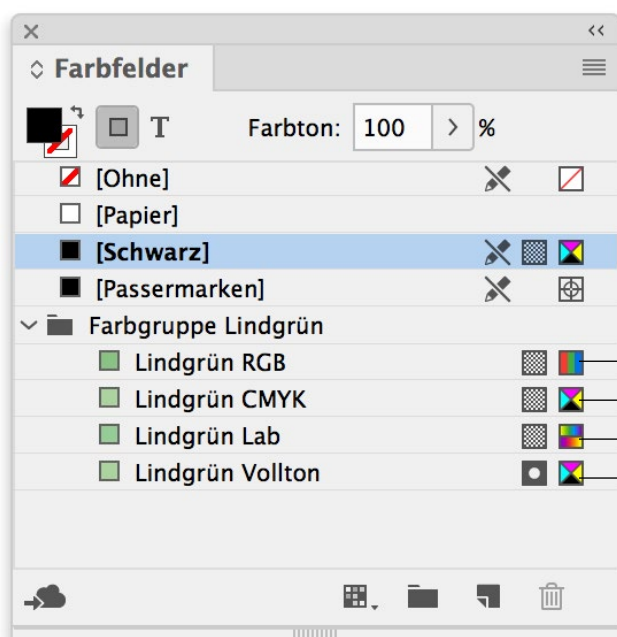 Farbfelder
T Farbton: 100 %
[Ohne]
[Papier]
[Schwarz]
[Passermarken]
Farbgruppe Lindgrün
Lindgrün RGB
Lindgrün CMYK
Lindgrün Lab
Lindgrün Vollton